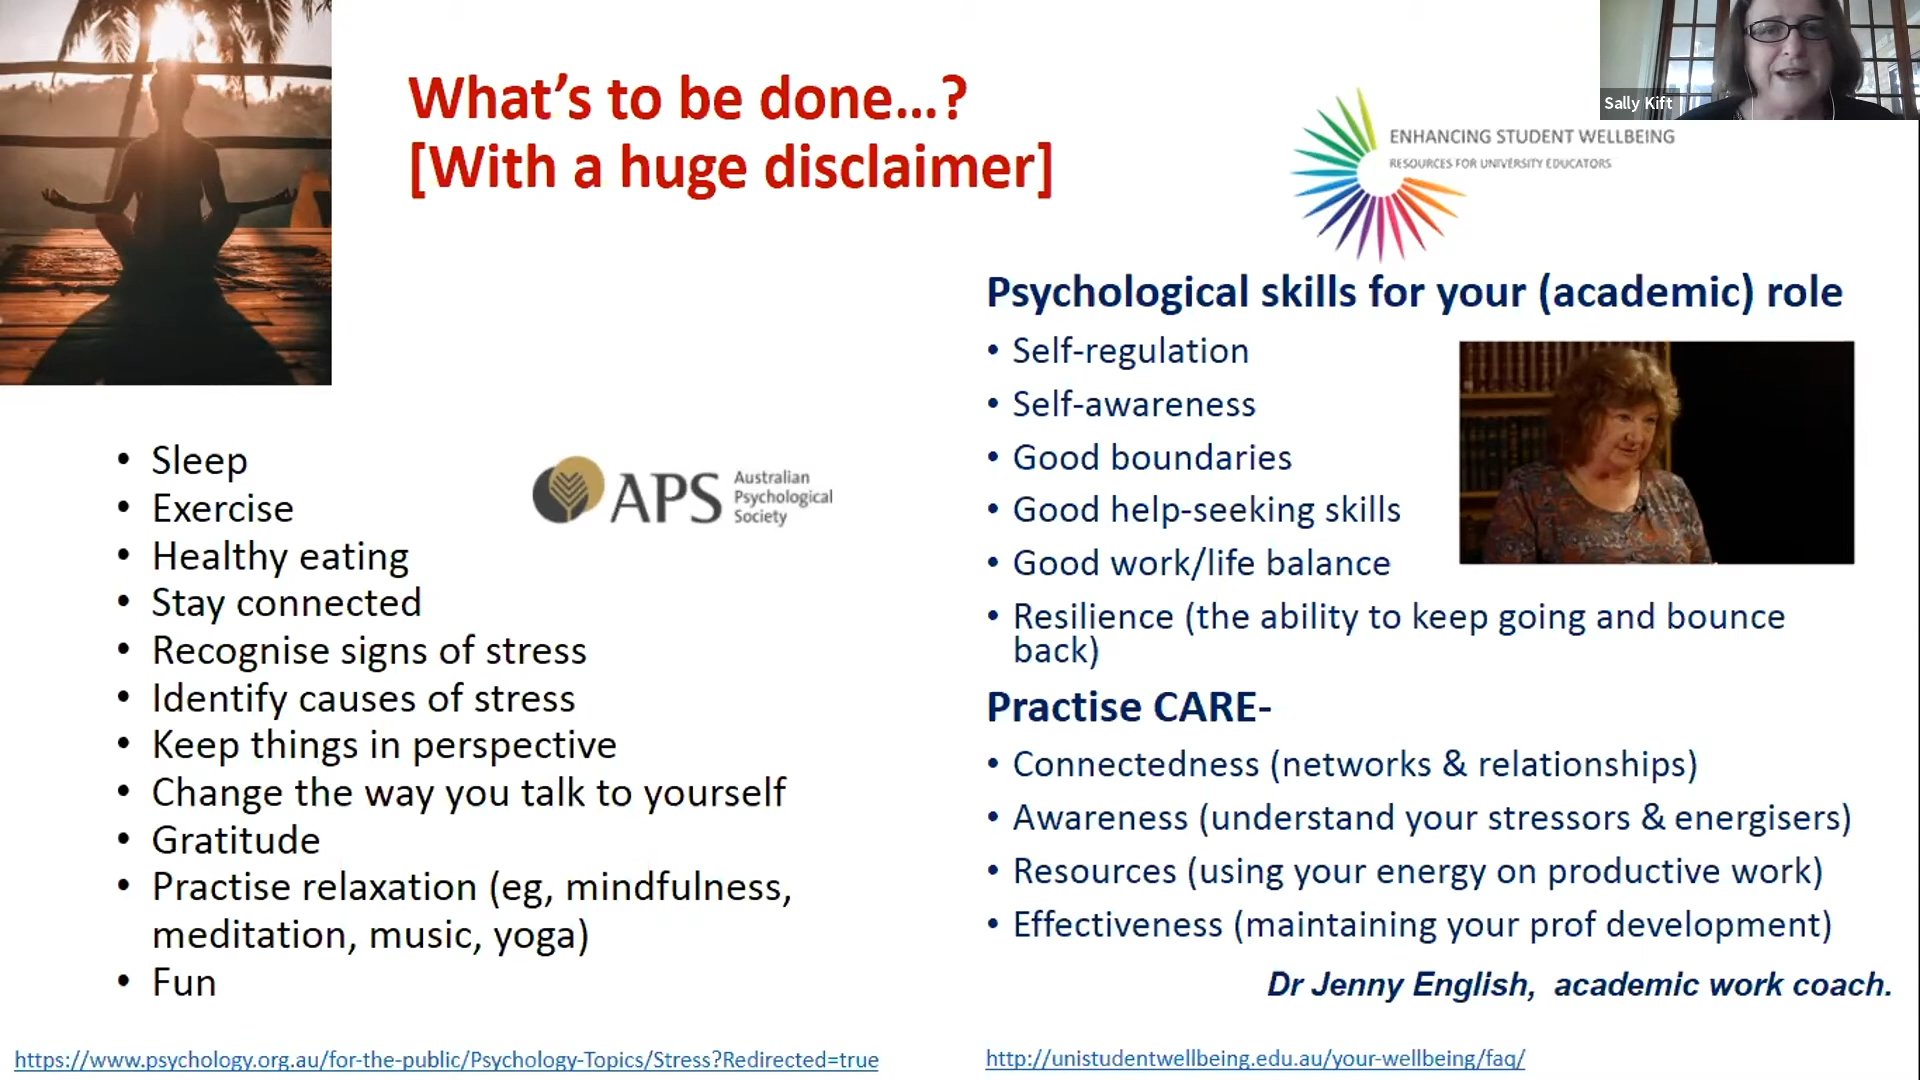 What's to be done...?
[With a huge disclaimer]
Sally Kift
ENHANCING STUDENT WELLBEING
RESOURCES FOR UNIVERSITY EDUCATORS
• Sleep
• Exercise
• Healthy eating
• Stay connected
• Recognise signs of stress
• Identify causes of stress
• Keep things in perspective
• Change the way you talk to yourself
• Gratitude
• Practise relaxation (eg, mindfulness,
meditation, music, yoga)
• Fun
APS
Australian
Psychological
Society
https://www.psychology.org.au/for-the-public/Psychology-Topics/Stress?Redirected=true
Psychological skills for your (academic) role
• Self-regulation
• Self-awareness
• Good boundaries
• Good help-seeking skills
• Good work/life balance
• Resilience (the ability to keep going and bounce
back)
Practise CARE-
• Connectedness (networks & relationships)
• Awareness (understand your stressors & energisers)
• Resources (using your energy on productive work)
• Effectiveness (maintaining your prof development)
Dr Jenny English, academic work coach.
http://unistudentwellbeing.edu.au/your-wellbeing/faq/